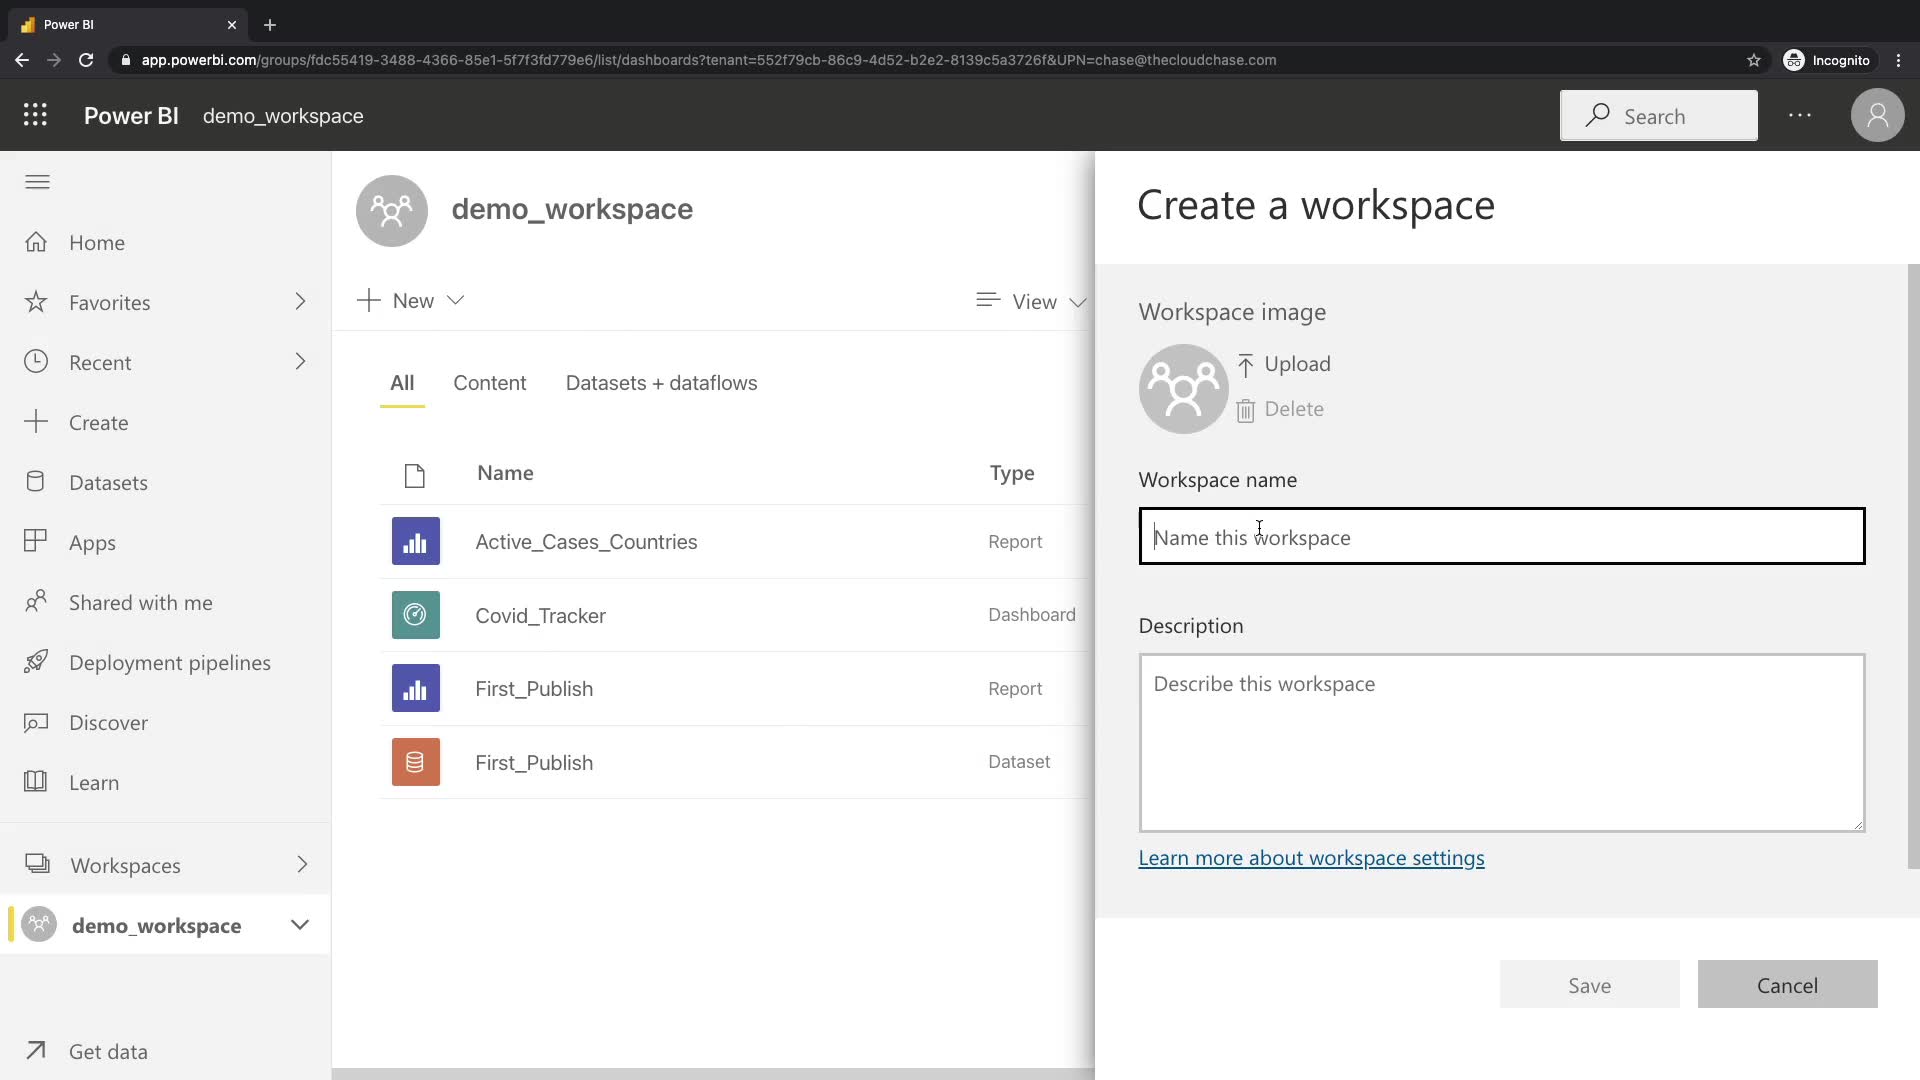 Power BI
app.powerbi.com/groups/fdc55419-3488-4366-85e1-5f7f3fd779e6/list/dashboards?tenant=552f79cb-86c9-4d52-b2e2-8139c5a3726f&UPN=chase@thecloudchase.com
Incognito
Power BI demo_workspace
Search
Home
Favorites
Recent
Create
Datasets
Apps
Shared with me
Deployment pipelines
Discover
Learn
Workspaces
demo_workspace
Get data
demo_workspace
New
View
All Content Datasets + dataflows
Name Type
Active_Cases_Countries Report
Covid_Tracker Dashboard
First_Publish Report
First_Publish Dataset
Create a workspace
Workspace image
Upload
Delete
Workspace name
Name this workspace
Description
Describe this workspace
Learn more about workspace settings
Save Cancel